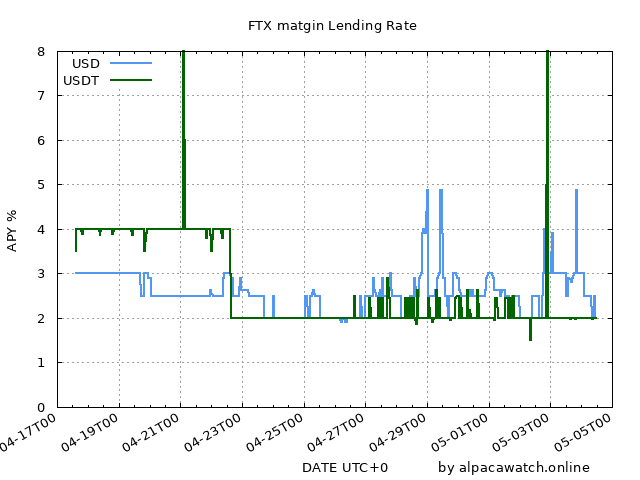 FTX matgin Lending Rate
USD
USDT
8
7
6
5
4
3
2
1
0
APY %
04-17T00
04-19T00
04-21T00
04-23T00
04-25T00
04-27T00
04-29T00
05-01T00
05-03T00
05-05T00
DATE UTC+0
by alpacawatch.online